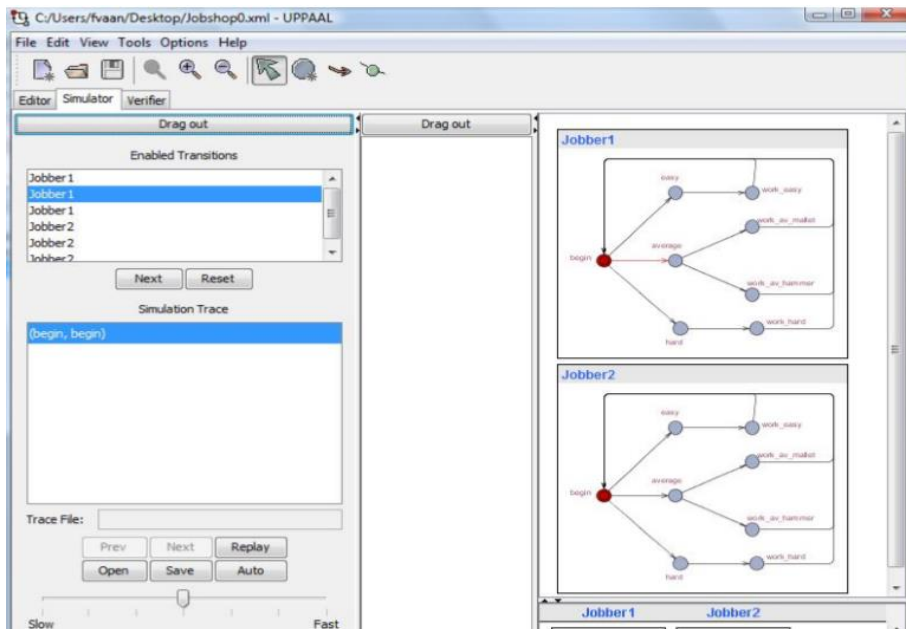 C:/Users/fvaan/Desktop/Jobshop0.xml - UPPAAL
File Edit View Tools Options Help
Editor Simulator Verifier
Drag out
Enabled Transitions
Jobber1
Jobber1
Jobber1
Jobber2
Jobber2
Jobber2
Next Reset
Simulation Trace
(begin, begin)
Trace File:
Prev Next Replay
Open Save Auto
Slow Fast
Drag out
Jobber1
easy
work_easy
work_av_mallet
average
begin
work_av_hammer
work_hard
hard
Jobber2
easy
work_easy
work_av_mallet
average
begin
work_av_hammer
work_hard
hard
Jobber1 Jobber2